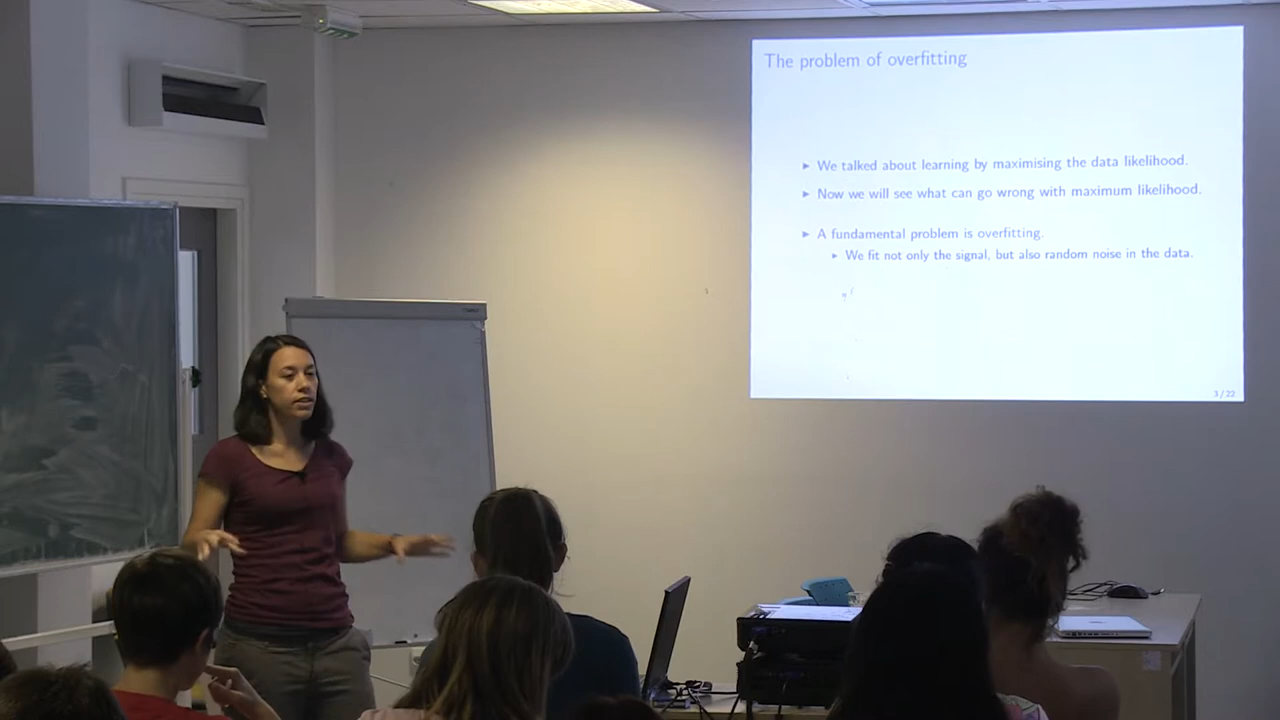 The problem of overfitting
▶ We talked about learning by maximising the data likelihood.
▶ Now we will see what can go wrong with maximum likelihood.
▶ A fundamental problem is overfitting.
▶ We fit not only the signal, but also random noise in the data.
3 / 22